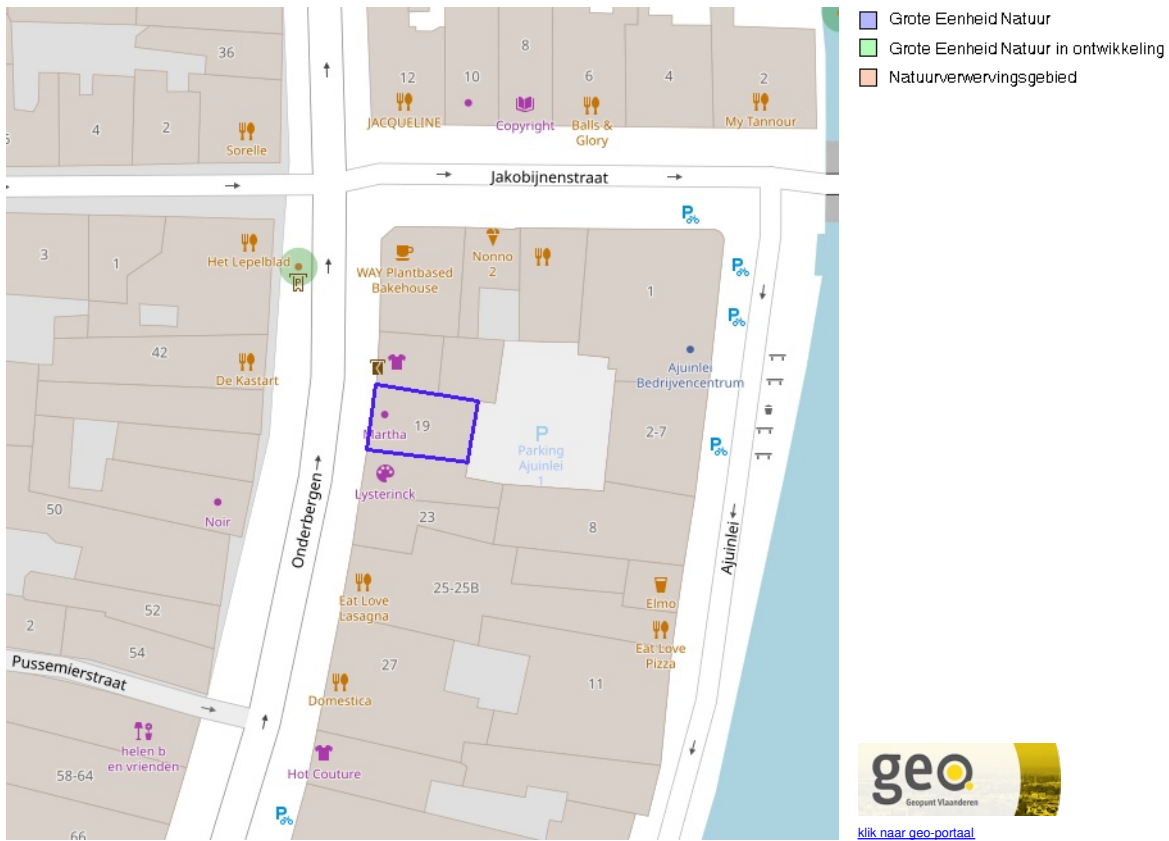 36
12
10
8
6
4
2
JACQUELINE
Copyright
Balls &
Glory
My Tannour
4
2
Sorelle
Jakobijnenstraat
3
1
Het Lepelblad
P
WAY Plantbased
Bakehouse
Nonno
2
1
P
P
P
42
De Kastart
Ajuinlei
Bedrijvencentrum
Martha
19
P
Parking
Ajuinlei
1
2-7
P
Lysterinck
50
Noir
Onderbergen
23
8
Ajuinlei
25-25B
Eat Love
Lasagna
Elmo
Eat Love
Pizza
52
2
54
Pussemierstraat
27
11
Domestica
helen b
en vrienden
58-64
Hot Couture
P
66
Grote Eenheid Natuur
Grote Eenheid Natuur in ontwikkeling
Natuurverwervingsgebied
geo
Geopunt Vlaanderen
klik naar geo-portaal